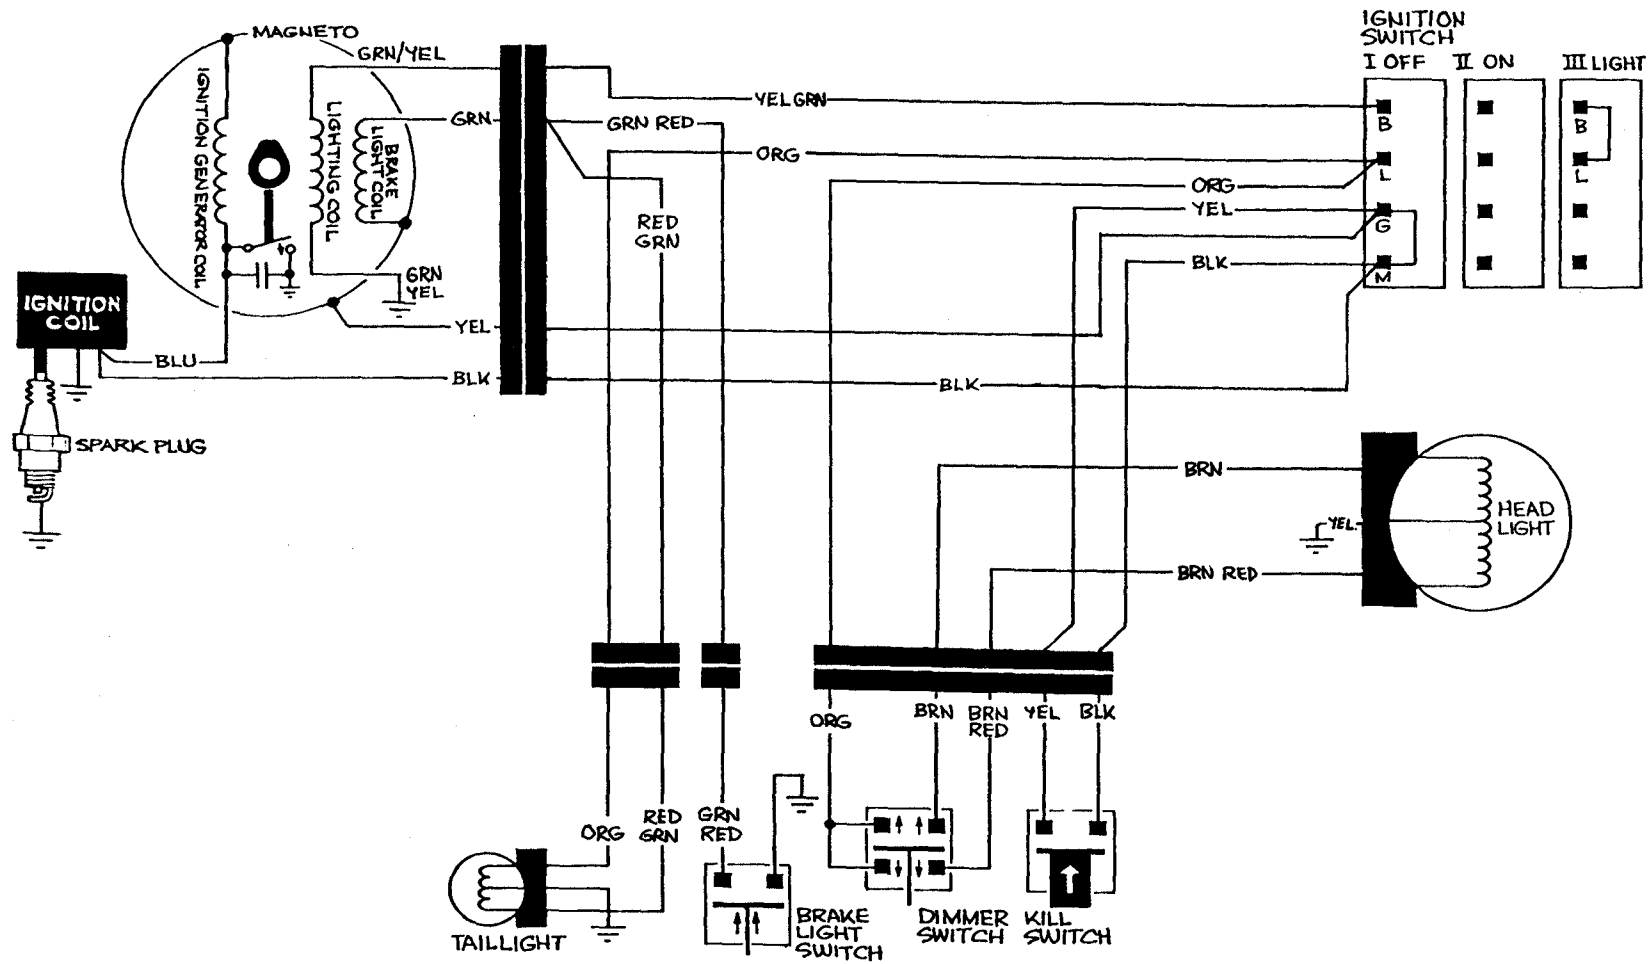 IGNITION
SWITCH
I OFF
II ON
III LIGHT
MAGNETO
GRN/YEL
IGNITION GENERATOR COIL
LIGHTING COIL
BRAKE
LIGHT COIL
GRN
GRN
YEL
YEL
BLK
BLU
IGNITION
COIL
SPARK PLUG
YEL GRN
GRN RED
ORG
RED
GRN
ORG
YEL
BLK
BLK
B
L
G
M
B
L
BRN
YEL.
BRN RED
HEAD
LIGHT
ORG
BRN
BRN
RED
YEL
BLK
ORG
RED
GRN
GRN
RED
TAILLIGHT
BRAKE
LIGHT
SWITCH
DIMMER
SWITCH
KILL
SWITCH